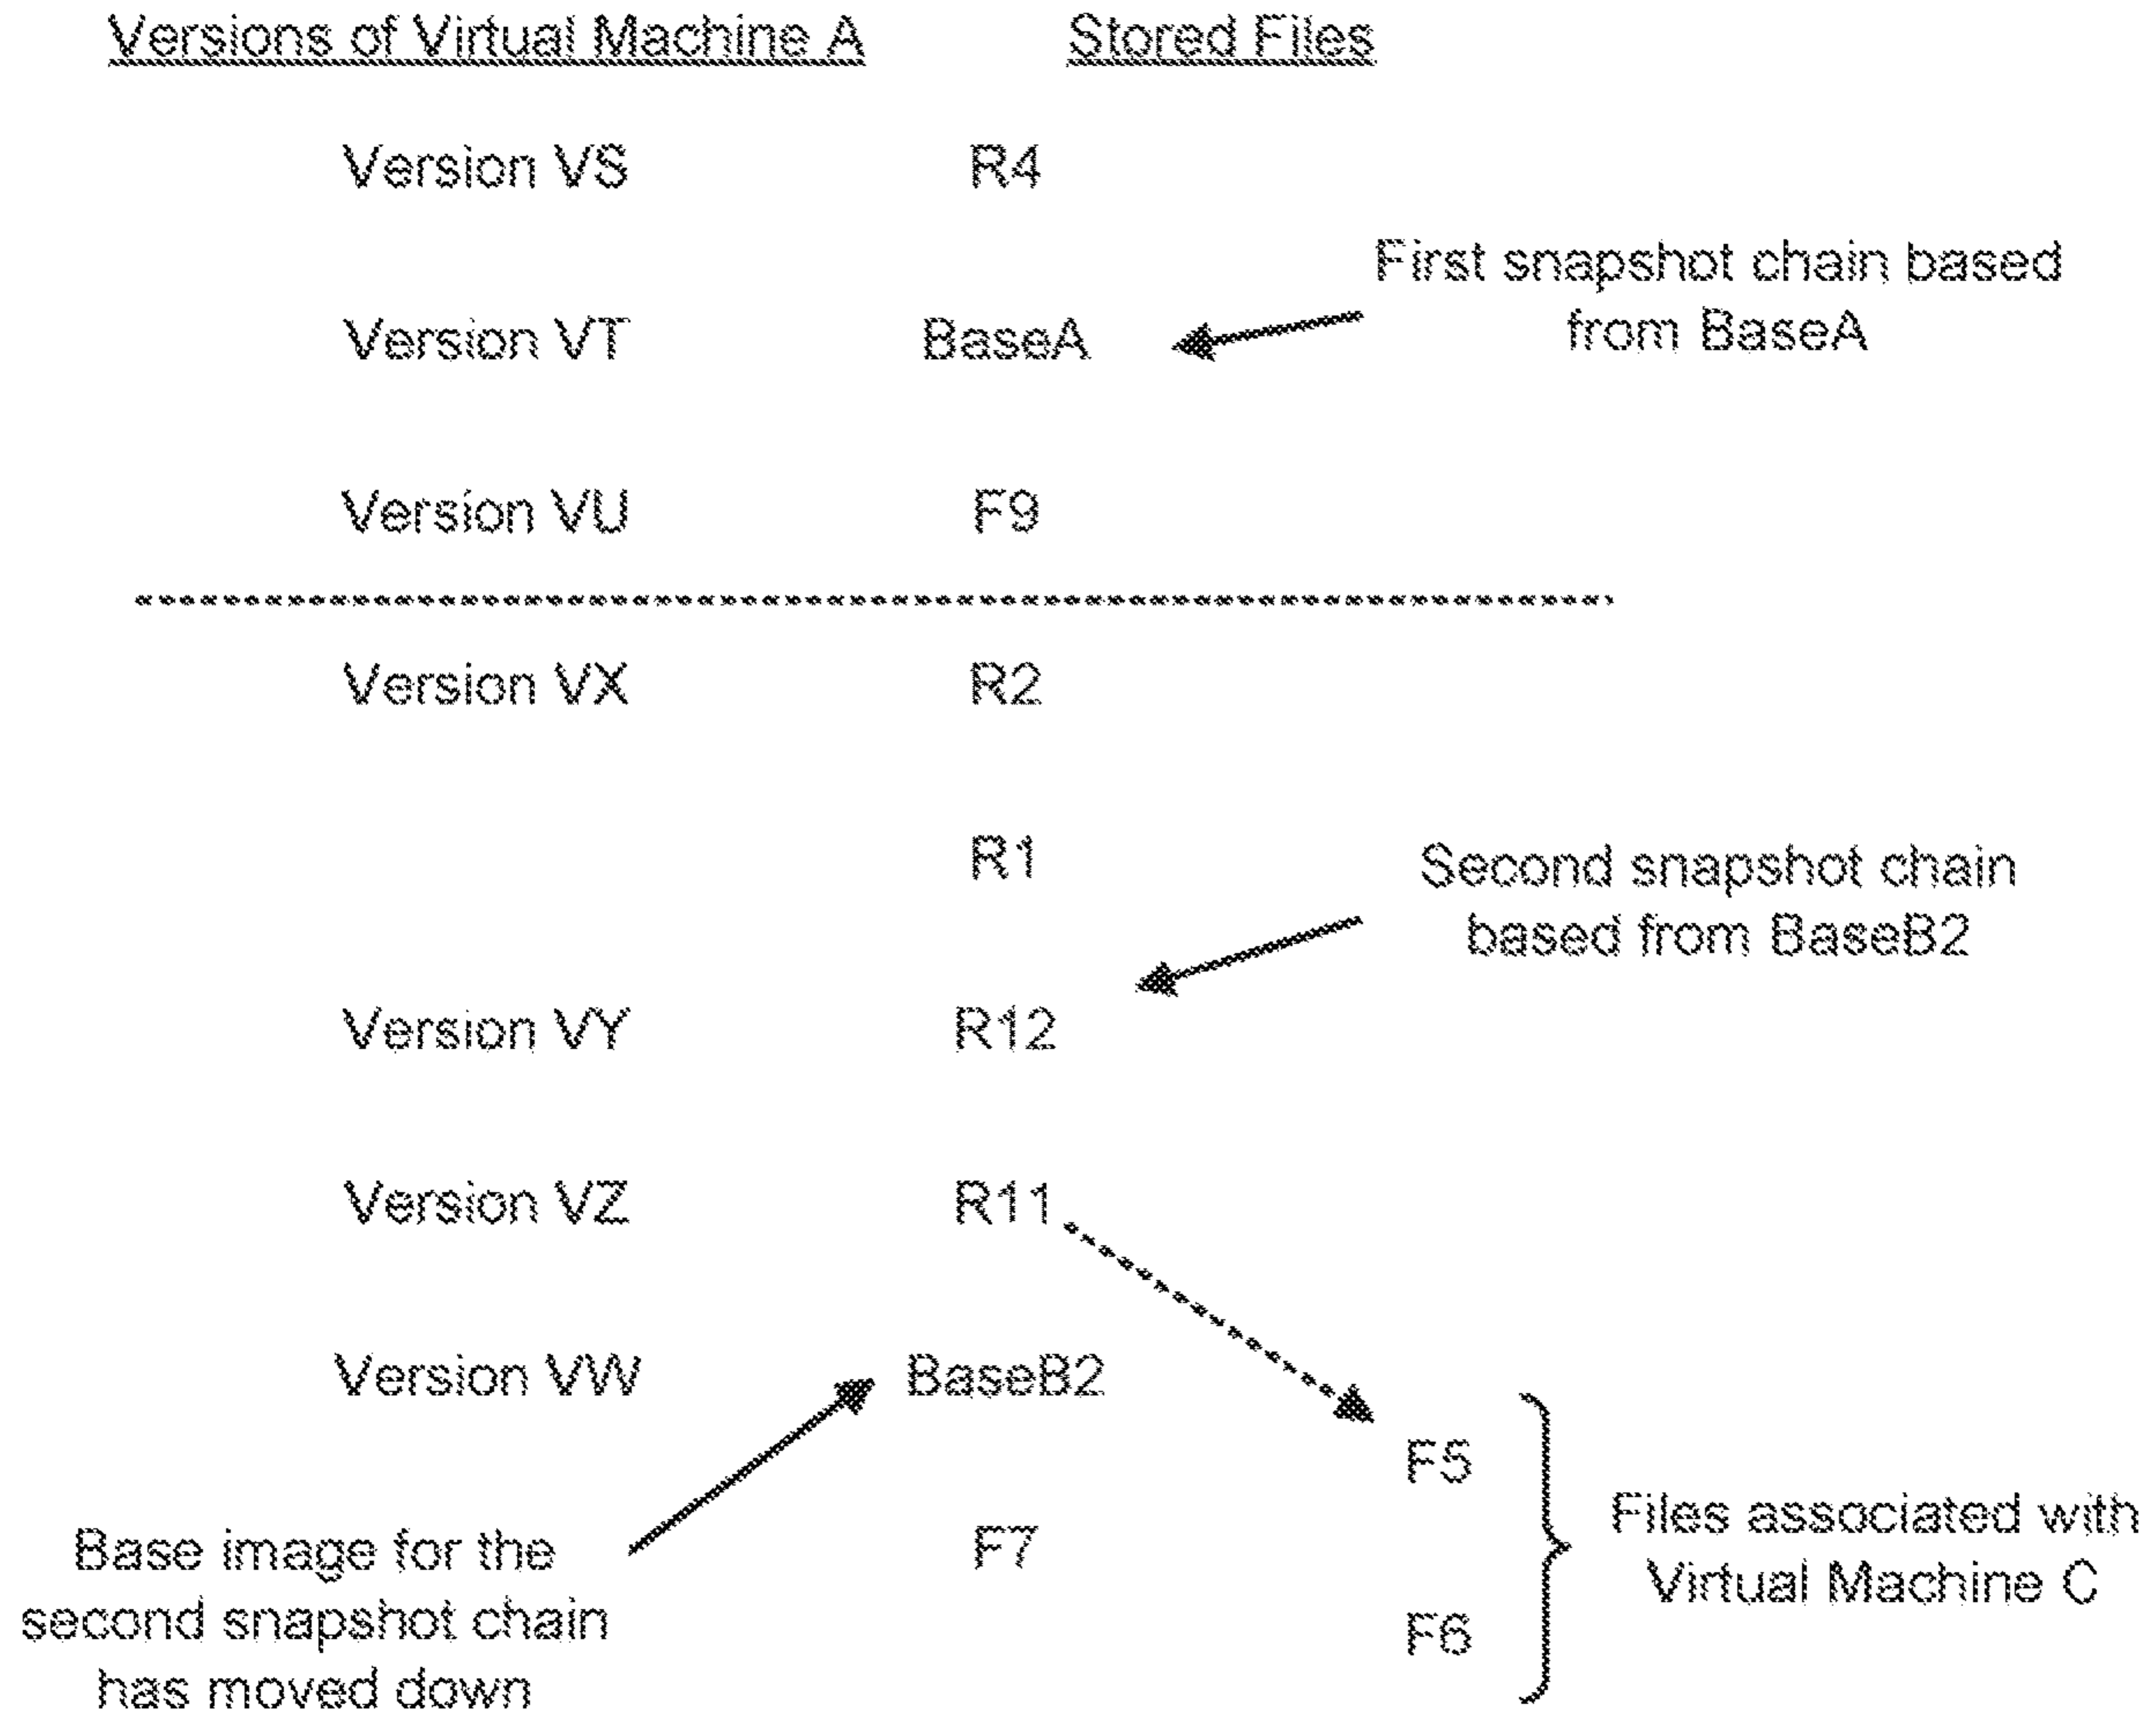 Versions of Virtual Machine A
Stored Files
Version VS
R4
First snapshot chain based
from BaseA
Version VT
BaseA
Version VU
F9
Version VX
R2
R1
Second snapshot chain
based from BaseB2
Version VY
R12
Version VZ
R11
Version VW
BaseB2
F5
Base image for the
second snapshot chain
has moved down
F7
Files associated with
Virtual Machine C
F6